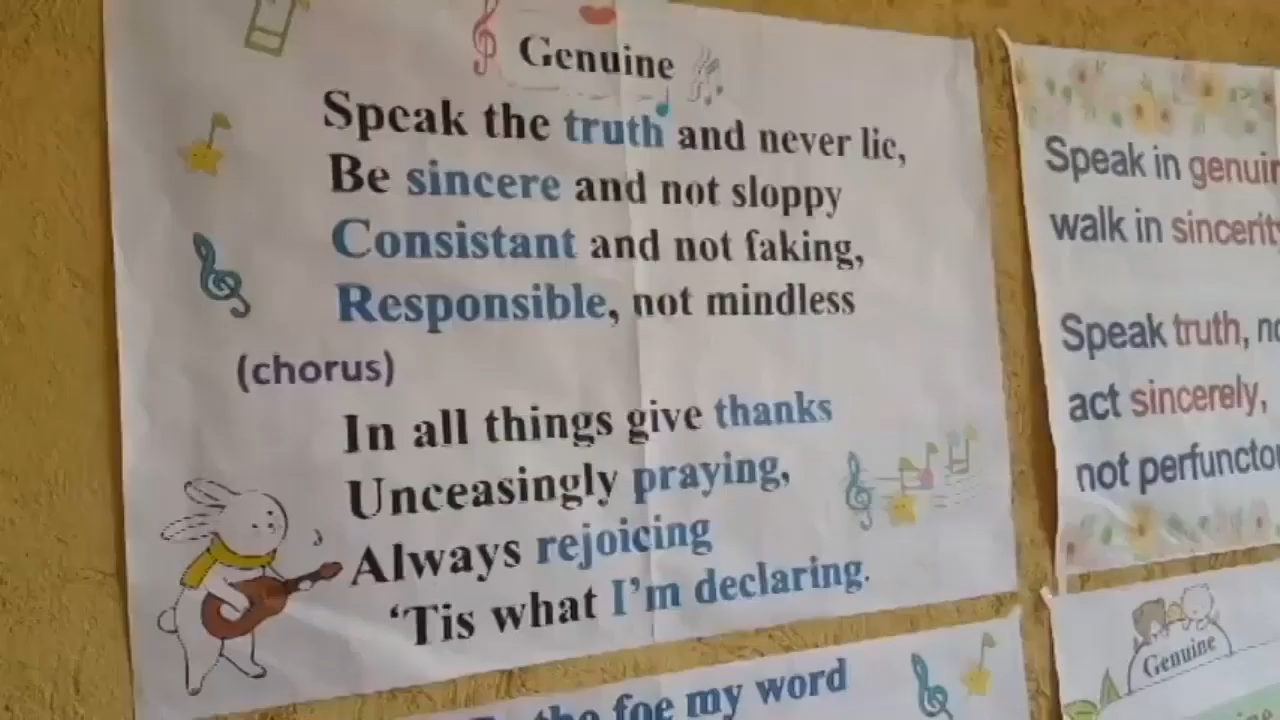 Genuine
Speak the truth and never lie,
Be sincere and not sloppy
Consistant and not faking,
Responsible, not mindless
(chorus)
In all things give thanks
Unceasingly praying,
Always rejoicing
‘Tis what I'm declaring.
the foe my word
Speak in
walk in
Speak truth,
act sincerely,
not
Genuine